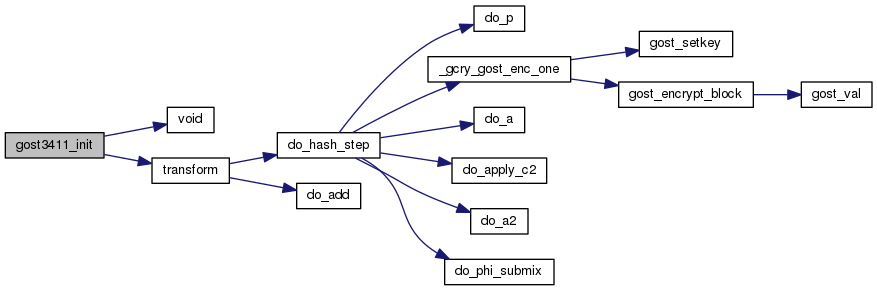 do_p
gost_setkey
_gcry_gost_enc_one
gost_encrypt_block
gost_val
void
do_a
gost3411_init
do_hash_step
transform
do_apply_c2
do_add
do_a2
do_phi_submix